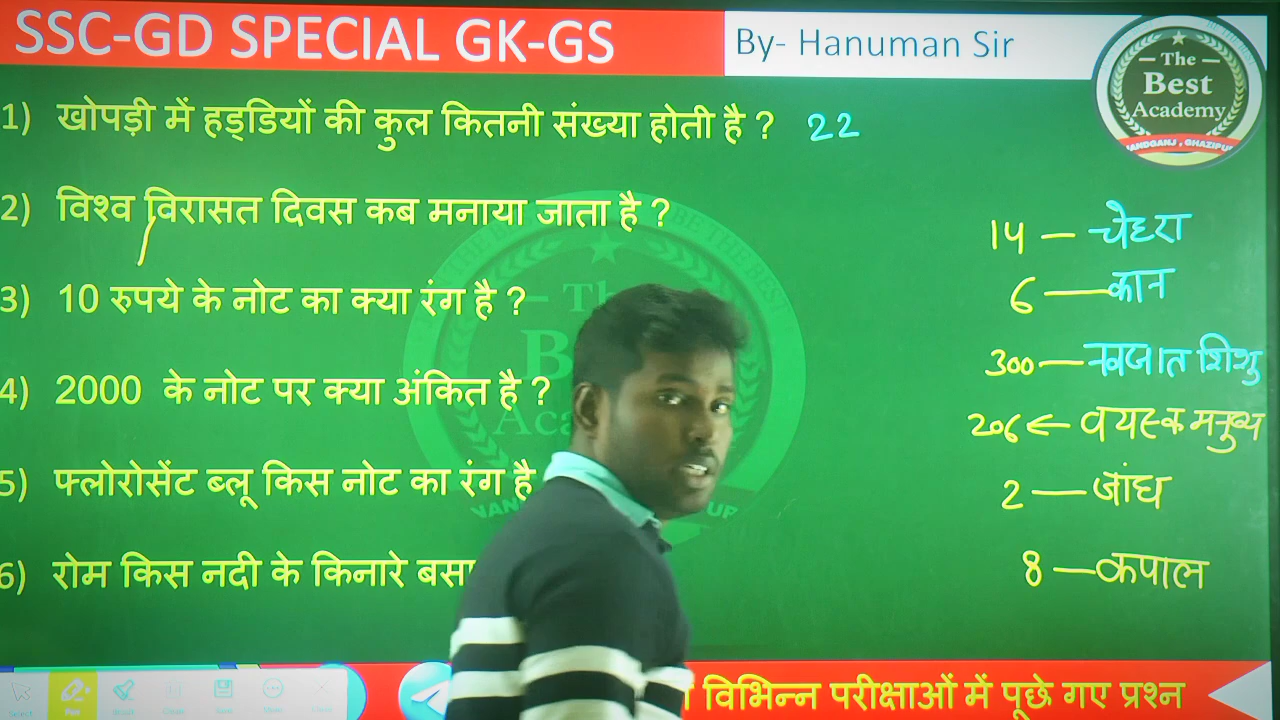 SSC-GD SPECIAL GK-GS
By- Hanuman Sir
The
Best
Academy
NANDGANJ , GHAZIPUR
1) खोपड़ी में हड्डियों की कुल कितनी संख्या होती है ? 22
2) विश्व विरासत दिवस कब मनाया जाता है ?
3) 10 रुपये के नोट का क्या रंग है ?
4) 2000 के नोट पर क्या अंकित है ?
5) फ्लोरोसेंट ब्लू किस नोट का रंग है
6) रोम किस नदी के किनारे बसा
14 — चेहरा
6 — कान
300 — नवजात शिशु
206 ← वयस्क मनुष्य
2 — जांघ
8 — कपाल
विभिन्न परीक्षाओं में पूछे गए प्रश्न